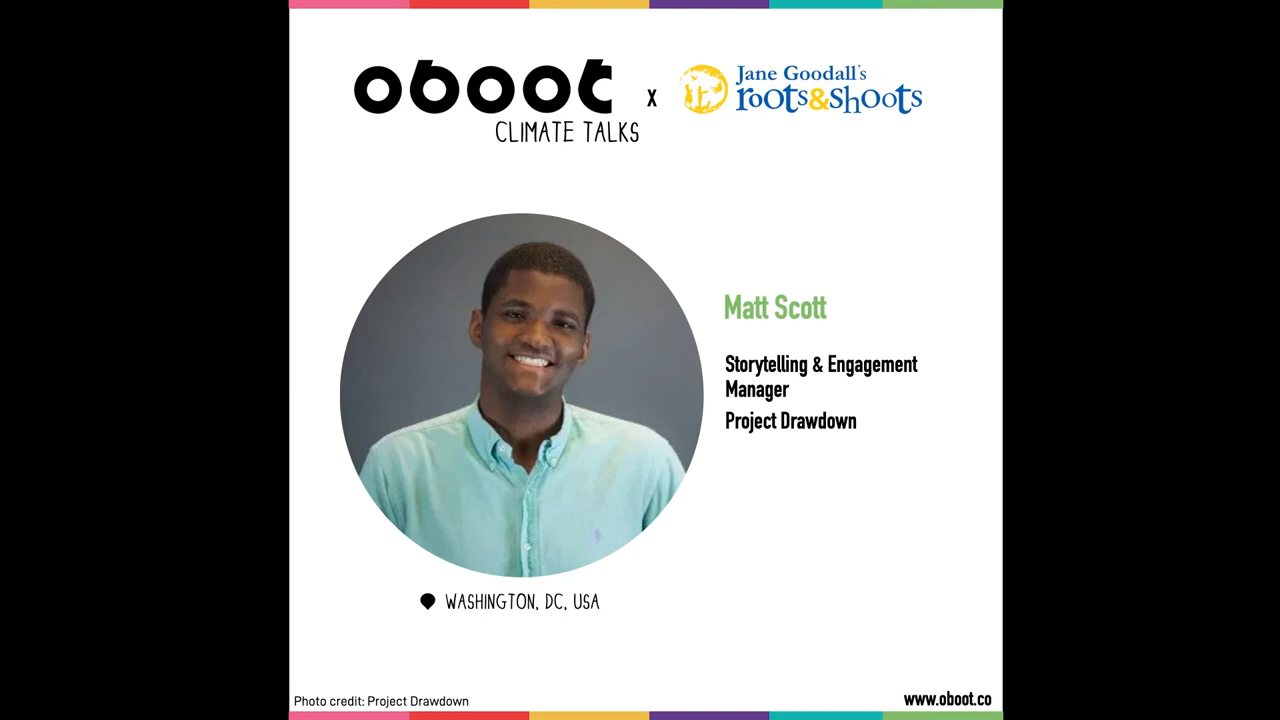 oboot
CLIMATE TALKS
x
Jane Goodall's
roots&shoots
Matt Scott
Storytelling & Engagement
Manager
Project Drawdown
WASHINGTON, DC, USA
Photo credit: Project Drawdown
www.oboot.co